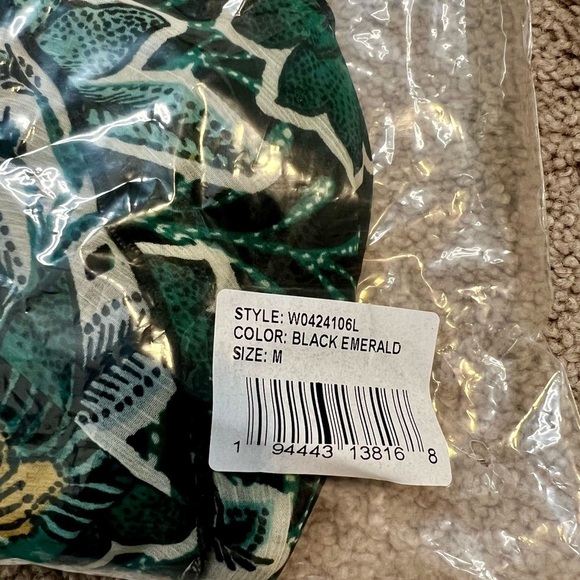 STYLE: W0424106L
COLOR: BLACK EMERALD
SIZE: M
1 94443 13816 8